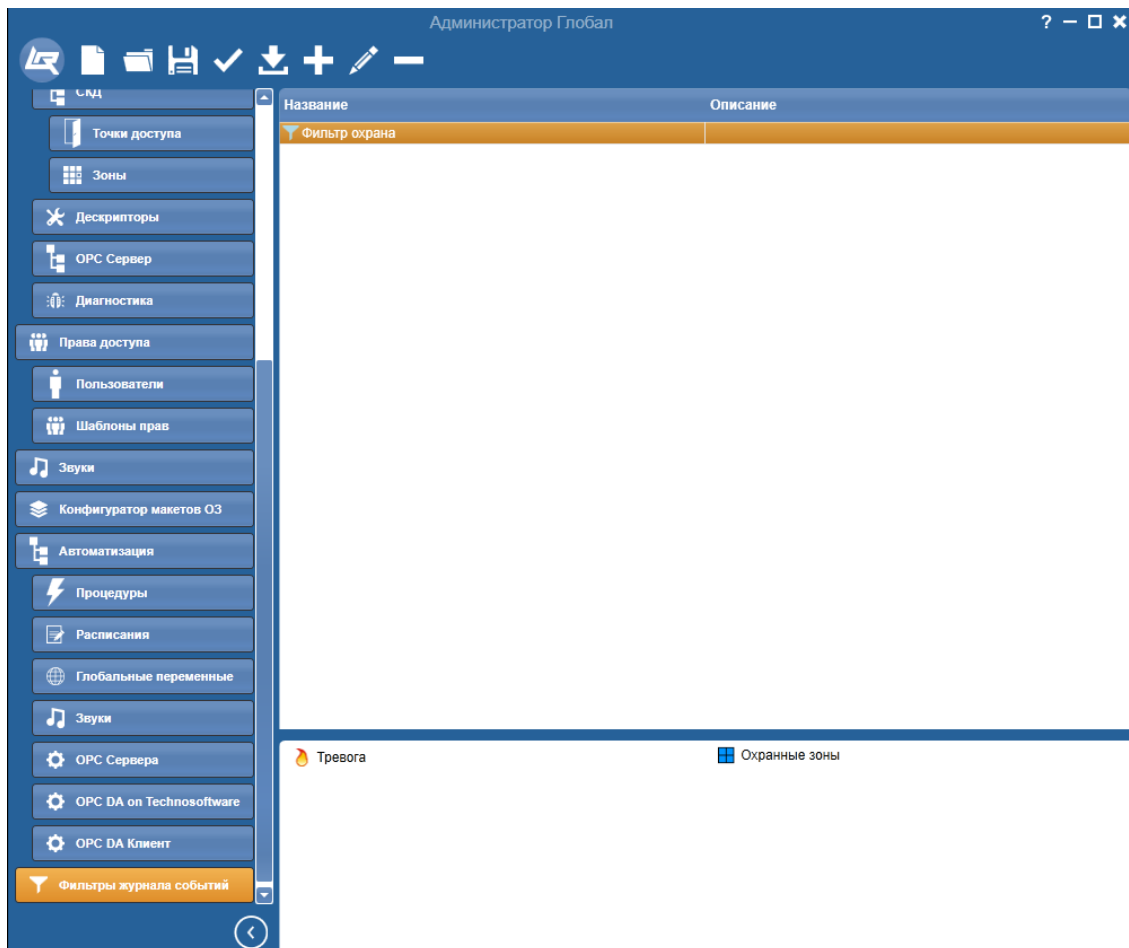 Администратор Глобал
?
СКД
Точки доступа
Зоны
Дескрипторы
OPC Сервер
Диагностика
Права доступа
Пользователи
Шаблоны прав
Звуки
Конфигуратор макетов ОЗ
Автоматизация
Процедуры
Расписания
Глобальные переменные
Звуки
OPC Сервера
OPC DA on Technosoftware
OPC DA Клиент
Фильтры журнала событий
Название Описание
Фильтр охрана
Тревога Охранные зоны